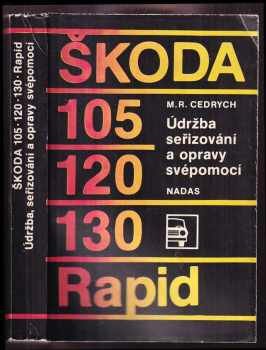 ŠKODA 105·120·130·Rapid
Údržba, seřizování a opravy svépomocí
ŠKODA
105
M. R. CEDRYCH
Údržba
seřizování
a opravy
svépomocí
120
NADAS
130
Rapid